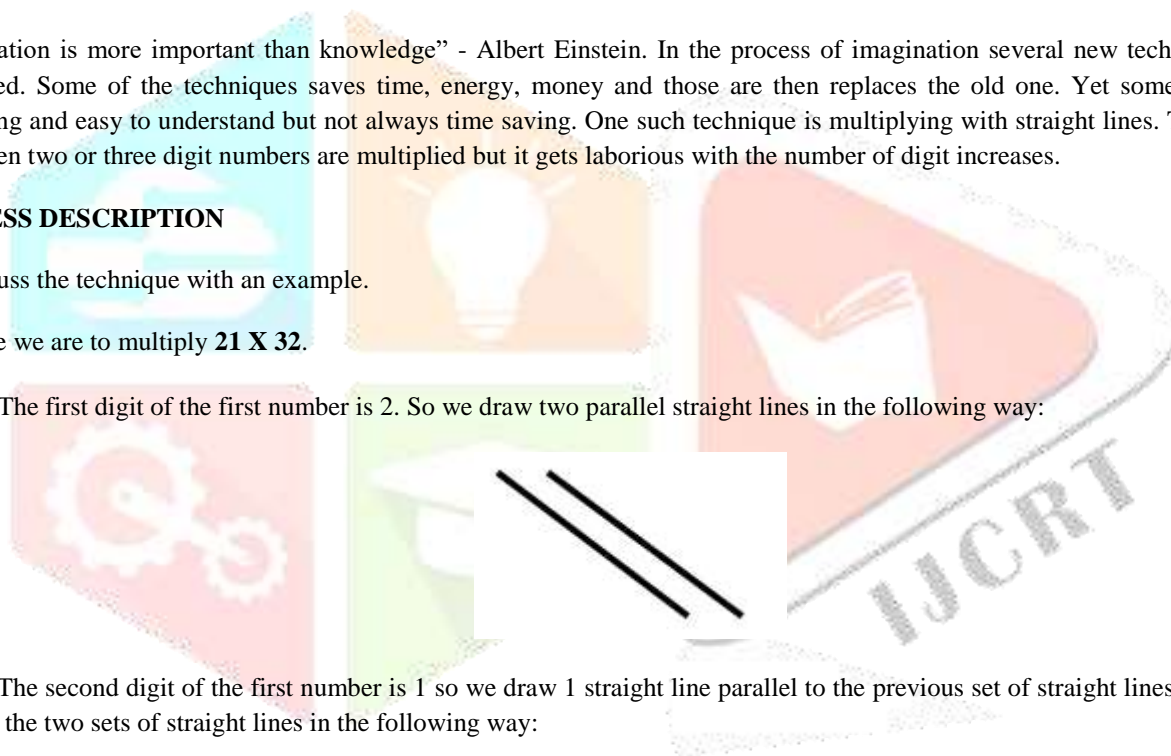 ation is more important than knowledge” - Albert Einstein. In the process of imagination several new tech
ed. Some of the techniques saves time, energy, money and those are then replaces the old one. Yet some
ng and easy to understand but not always time saving. One such technique is multiplying with straight lines. T
en two or three digit numbers are multiplied but it gets laborious with the number of digit increases.
ESS DESCRIPTION
uss the technique with an example.
e we are to multiply 21 X 32.
The first digit of the first number is 2. So we draw two parallel straight lines in the following way:
IJCRT
The second digit of the first number is 1 so we draw 1 straight line parallel to the previous set of straight lines
the two sets of straight lines in the following way: